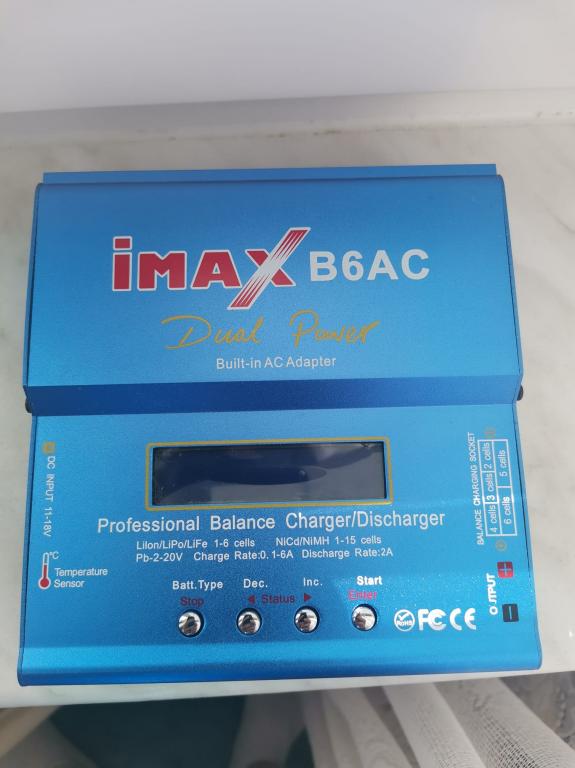 iMAX B6AC
Dual Power
Built-in AC Adapter
DC INPUT 11-18V
BALANCE CHARGING SOCKET
4 cells 3 cells 2 cells
6 cells 5 cells
Professional Balance Charger/Discharger
LiIon/LiPo/LiFe 1-6 cells NiCd/NiMH 1-15 cells
Pb-2-20V Charge Rate:0.1-6A Discharge Rate:2A
°C
Temperature
Sensor
Batt.Type Dec. Inc. Start
Stop ◄ Status ► Enter
OUTPUT + −
RoHS FC CE